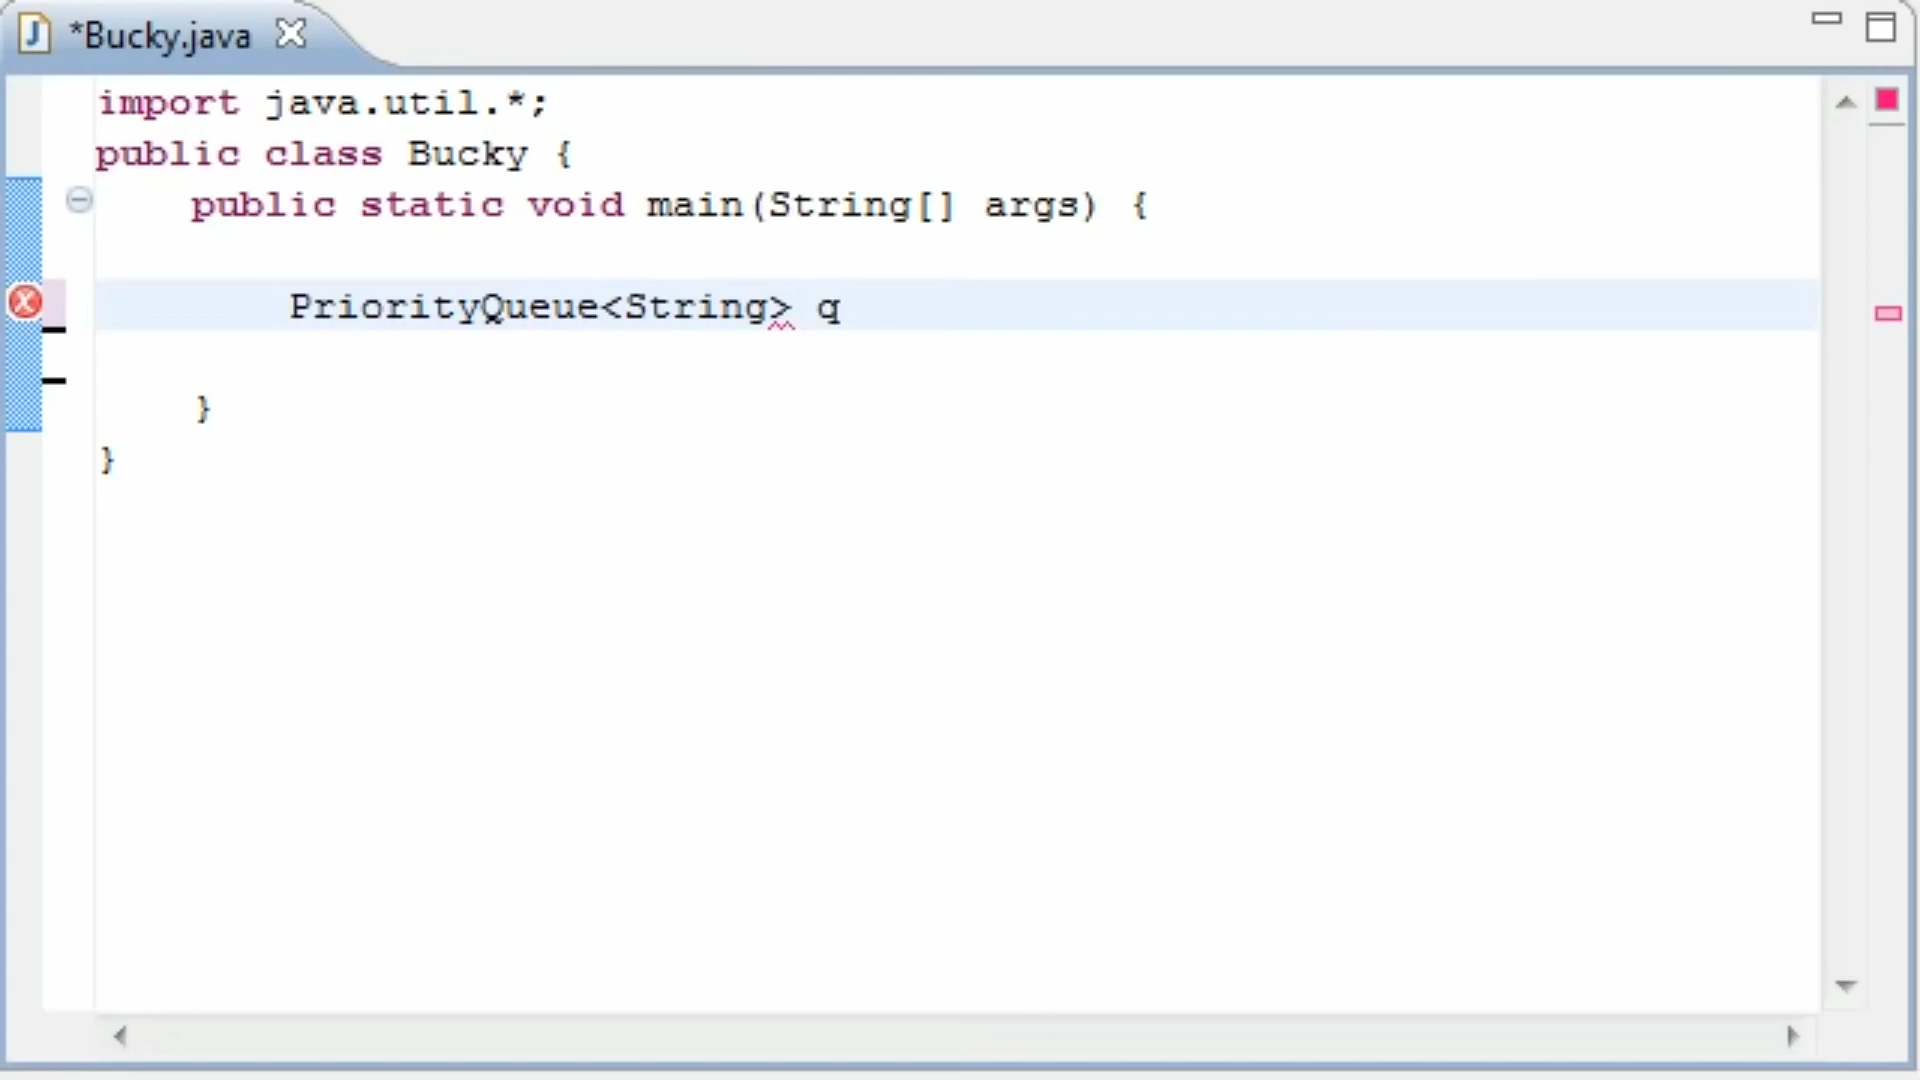 *Bucky.java
import java.util.*;
public class Bucky {
public static void main(String[] args) {
PriorityQueue<String> q
}
}